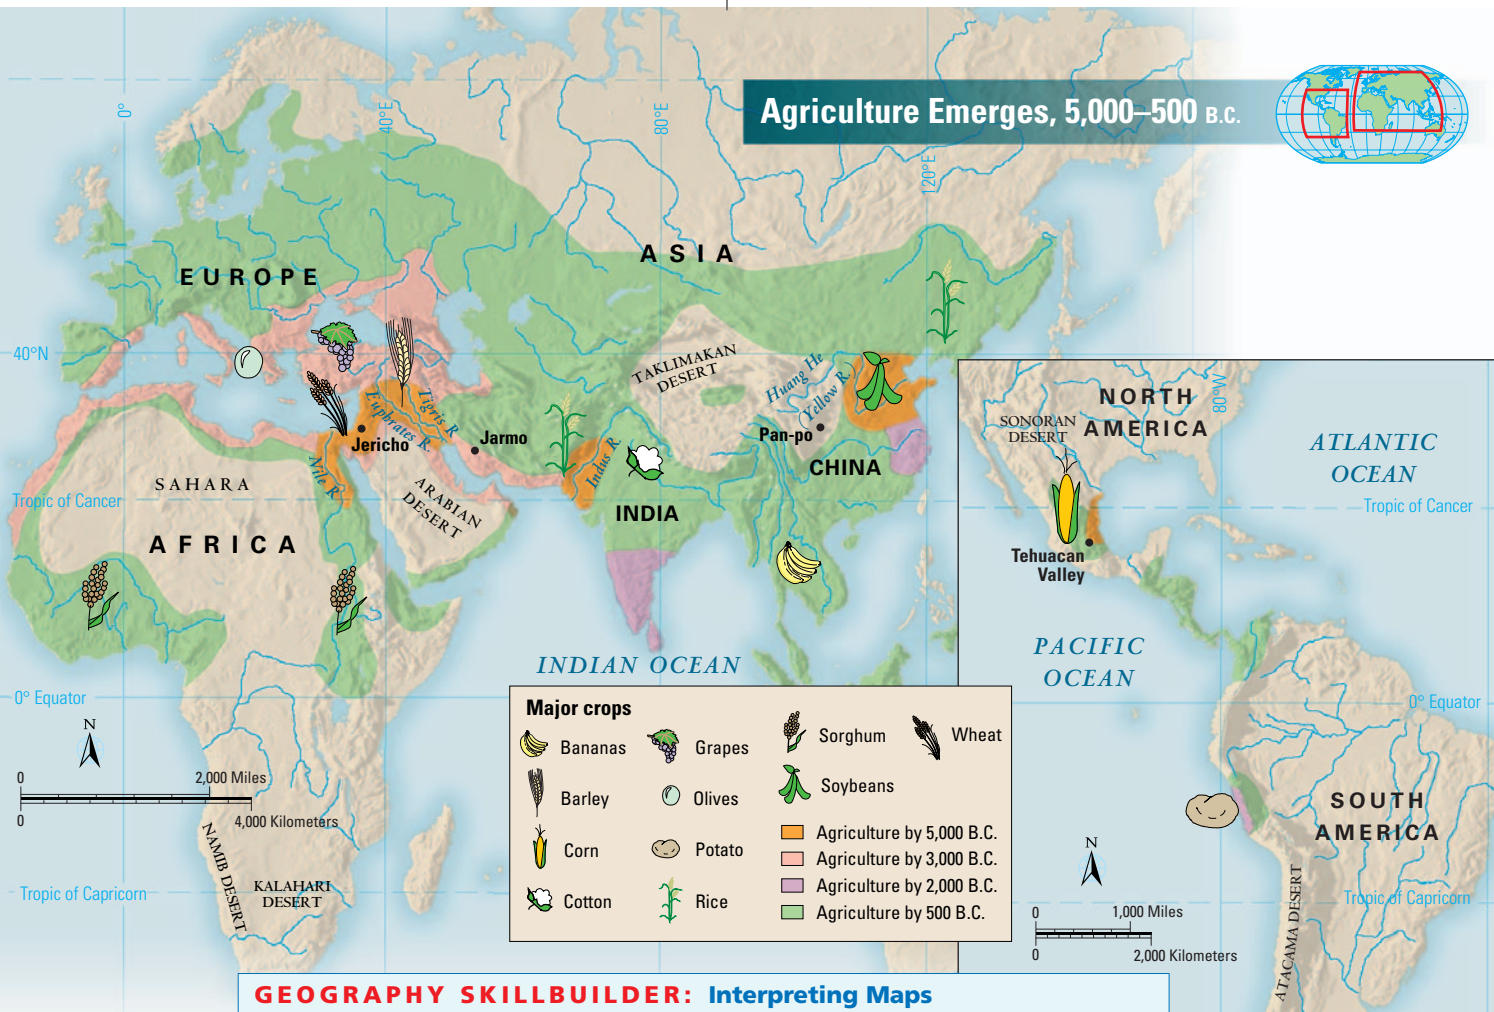 Agriculture Emerges, 5,000–500 B.C.
0°
40°E
80°E
120°E
ASIA
EUROPE
40°N
TAKLIMAKAN
DESERT
Huang He
Yellow R.
Tigris R.
Euphrates R.
Jericho
Jarmo
Pan-po
CHINA
Nile R.
Indus R.
SAHARA
ARABIAN
DESERT
Tropic of Cancer
INDIA
AFRICA
INDIAN OCEAN
0° Equator
N
0
2,000 Miles
0
4,000 Kilometers
NAMIB DESERT
KALAHARI
DESERT
Tropic of Capricorn
Major crops
Bananas
Barley
Corn
Cotton
Grapes
Olives
Potato
Rice
Sorghum
Soybeans
Wheat
Agriculture by 5,000 B.C.
Agriculture by 3,000 B.C.
Agriculture by 2,000 B.C.
Agriculture by 500 B.C.
NORTH
AMERICA
80°W
SONORAN
DESERT
ATLANTIC
OCEAN
Tropic of Cancer
Tehuacan
Valley
PACIFIC
OCEAN
0° Equator
SOUTH
AMERICA
N
0
1,000 Miles
0
2,000 Kilometers
ATACAMA DESERT
Tropic of Capricorn
GEOGRAPHY SKILLBUILDER: Interpreting Maps